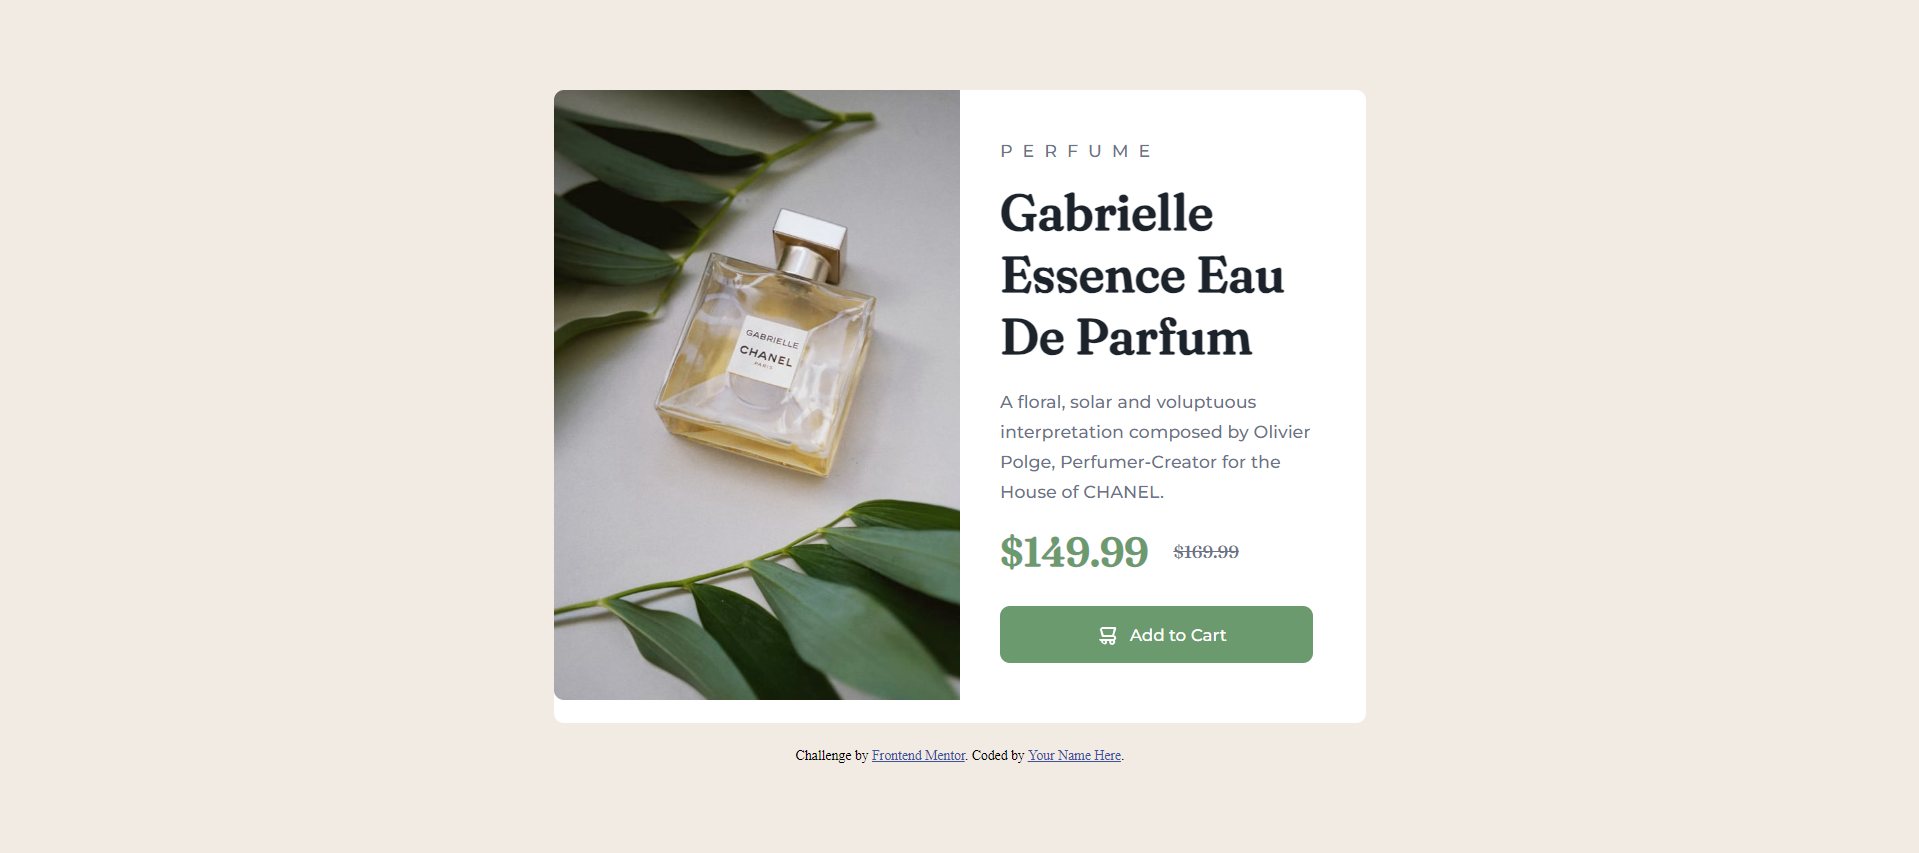 GABRIELLE
CHANEL
PARIS
PERFUME
Gabrielle
Essence Eau
De Parfum
A floral, solar and voluptuous
interpretation composed by Olivier
Polge, Perfumer-Creator for the
House of CHANEL.
$149.99 $169.99
Add to Cart
Challenge by Frontend Mentor. Coded by Your Name Here.